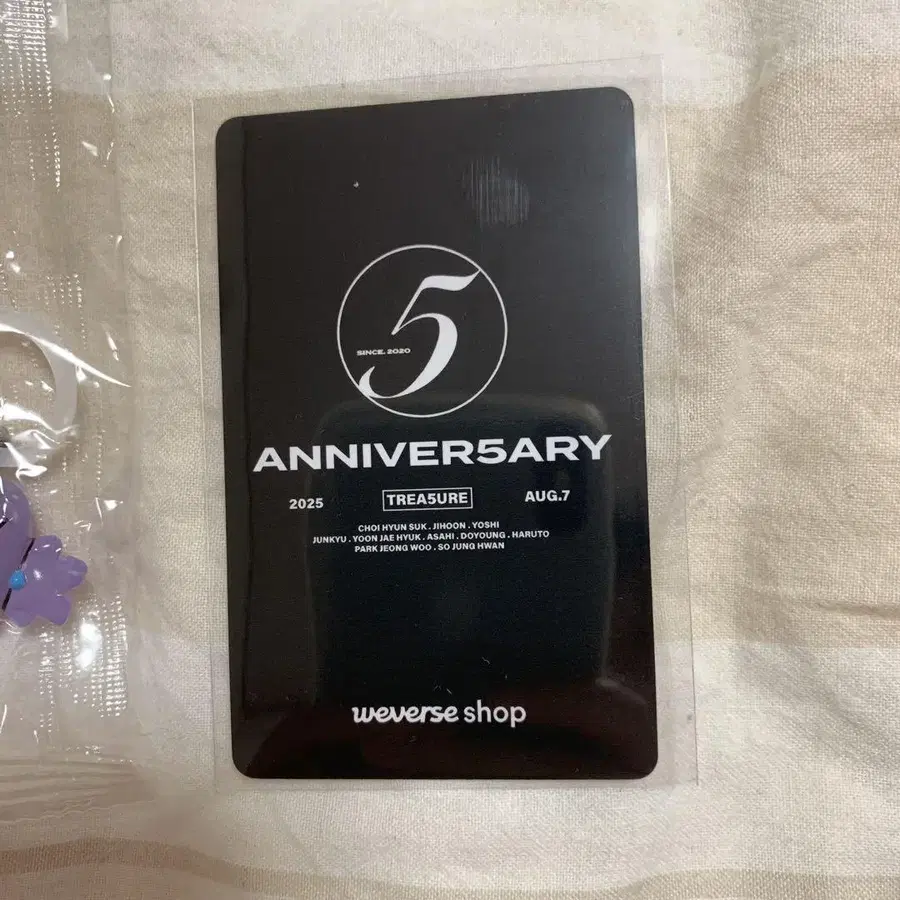 5
SINCE. 2020
ANNIVER5ARY
2025 TREA5URE AUG.7
CHOI HYUN SUK . JIHOON . YOSHI
JUNKYU . YOON JAE HYUK . ASAHI . DOYOUNG . HARUTO
PARK JEONG WOO . SO JUNG HWAN
weverse shop